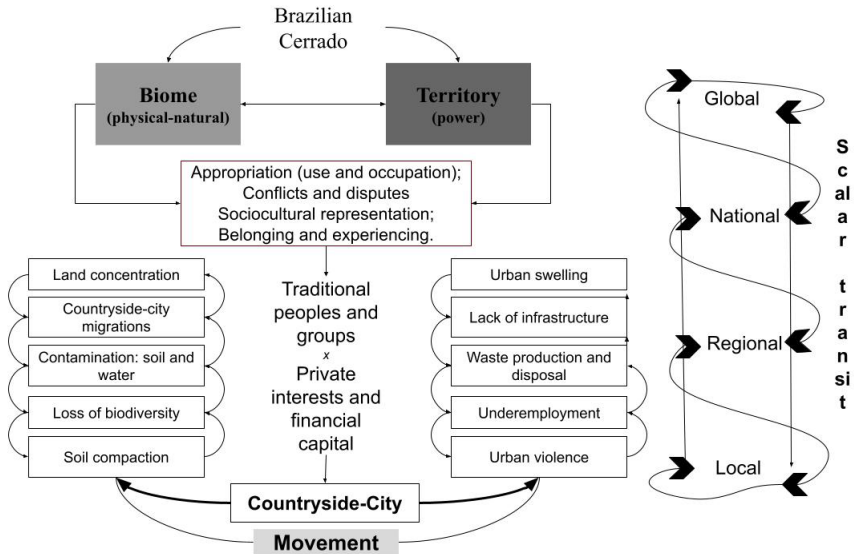 Brazilian
Cerrado
Biome
(physical-natural)
Territory
(power)
Appropriation (use and occupation);
Conflicts and disputes
Sociocultural representation;
Belonging and experiencing.
Land concentration
Countryside-city
migrations
Contamination: soil and
water
Loss of biodiversity
Soil compaction
Traditional
peoples and
groups
x
Private
interests and
financial
capital
Urban swelling
Lack of infrastructure
Waste production and
disposal
Underemployment
Urban violence
Countryside-City
Movement
Global
National
Regional
Local
Scalar transit